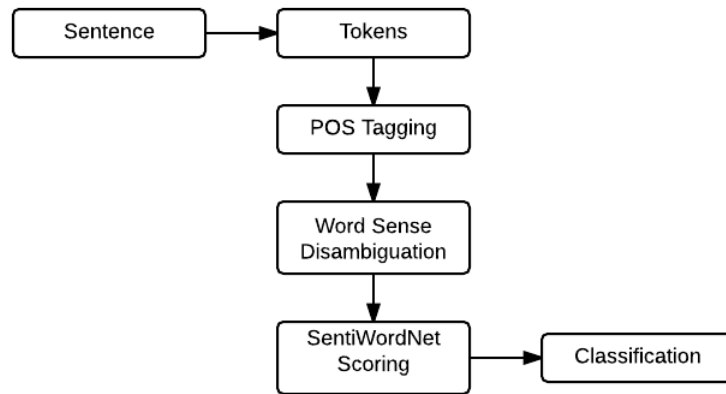 Sentence
Tokens
POS Tagging
Word Sense
Disambiguation
SentiWordNet
Scoring
Classification